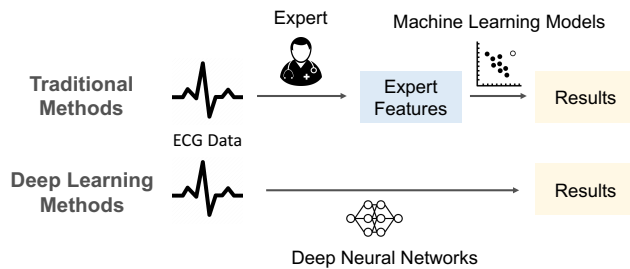 Expert
Machine Learning Models
Traditional
Methods
Expert
Features
Results
ECG Data
Deep Learning
Methods
Results
Deep Neural Networks